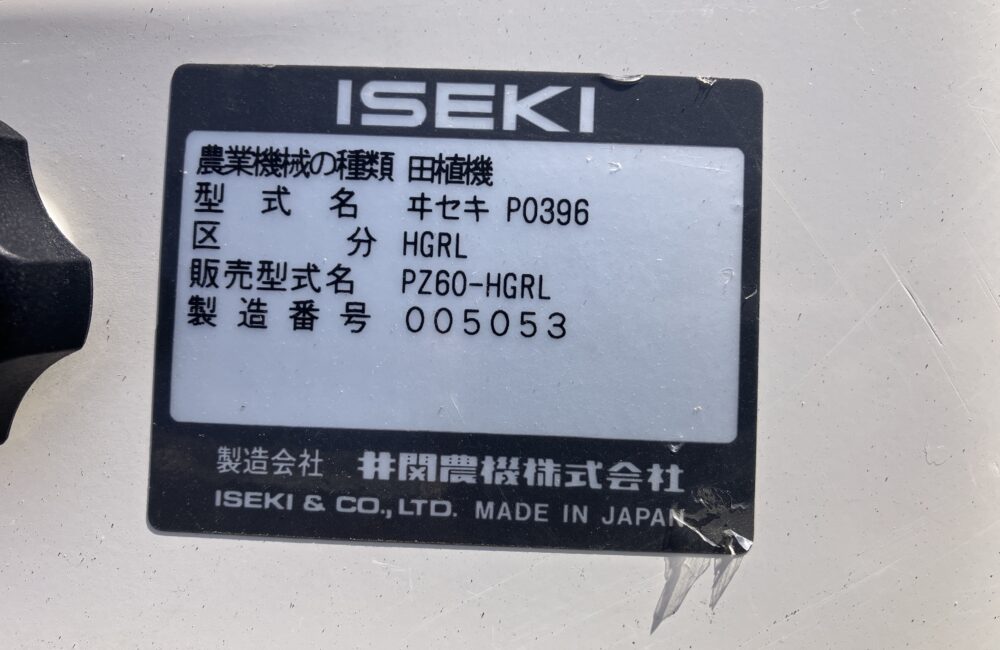 ISEKI
農業機械の種類 田植機
型式名 ヰセキ P0396
区分 HGRL
販売型式名 PZ60-HGRL
製造番号 005053
製造会社 井関農機株式会社
ISEKI & CO.,LTD. MADE IN JAPAN